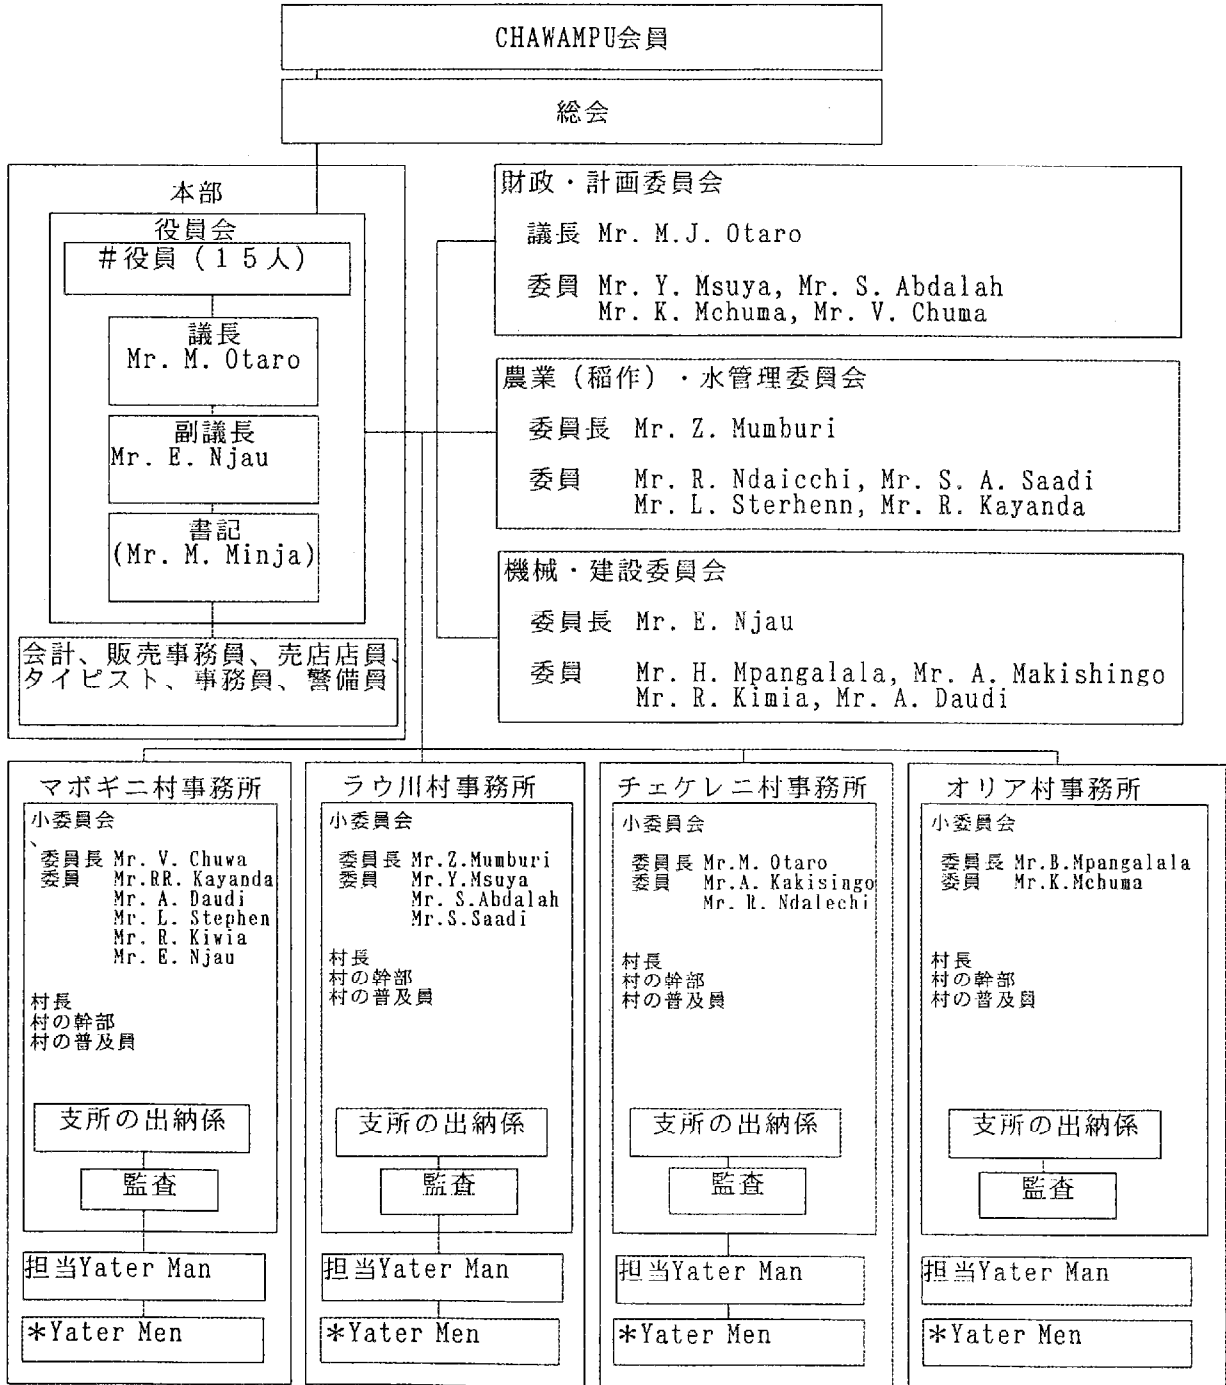 CHAWAMPU会員
総会
本部
役員会
#役員(15人)
議長
Mr. M. Otaro
副議長
Mr. E. Njau
書記
(Mr. M. Minja)
会計、販売事務員、売店店員、
タイピスト、事務員、警備員
財政・計画委員会
議長 Mr. M.J. Otaro
委員 Mr. Y. Msuya, Mr. S. Abdalah
Mr. K. Mchuma, Mr. V. Chuma
農業(稲作)・水管理委員会
委員長 Mr. Z. Mumburi
委員 Mr. R. Ndaicchi, Mr. S. A. Saadi
Mr. L. Sterhenn, Mr. R. Kayanda
機械・建設委員会
委員長 Mr. E. Njau
委員 Mr. H. Mpangalala, Mr. A. Makishingo
Mr. R. Kimia, Mr. A. Daudi
マボギニ村事務所
小委員会
、
委員長 Mr. V. Chuwa
委員 Mr.RR. Kayanda
Mr. A. Daudi
Mr. L. Stephen
Mr. R. Kiwia
Mr. E. Njau
村長
村の幹部
村の普及員
支所の出納係
監査
担当Yater Man
*Yater Men
ラウ川村事務所
小委員会
委員長 Mr.Z.Mumburi
委員 Mr.Y.Msuya
Mr. S.Abdalah
Mr.S.Saadi
村長
村の幹部
村の普及員
支所の出納係
監査
担当Yater Man
*Yater Men
チェケレニ村事務所
小委員会
委員長 Mr.M. Otaro
委員 Mr.A. Kakisingo
Mr. R. Ndalechi
村長
村の幹部
村の普及員
支所の出納係
監査
担当Yater Man
*Yater Men
オリア村事務所
小委員会
委員長 Mr.B.Mpangalala
委員 Mr.K.Mchuma
村長
村の幹部
村の普及員
支所の出納係
監査
担当Yater Man
*Yater Men